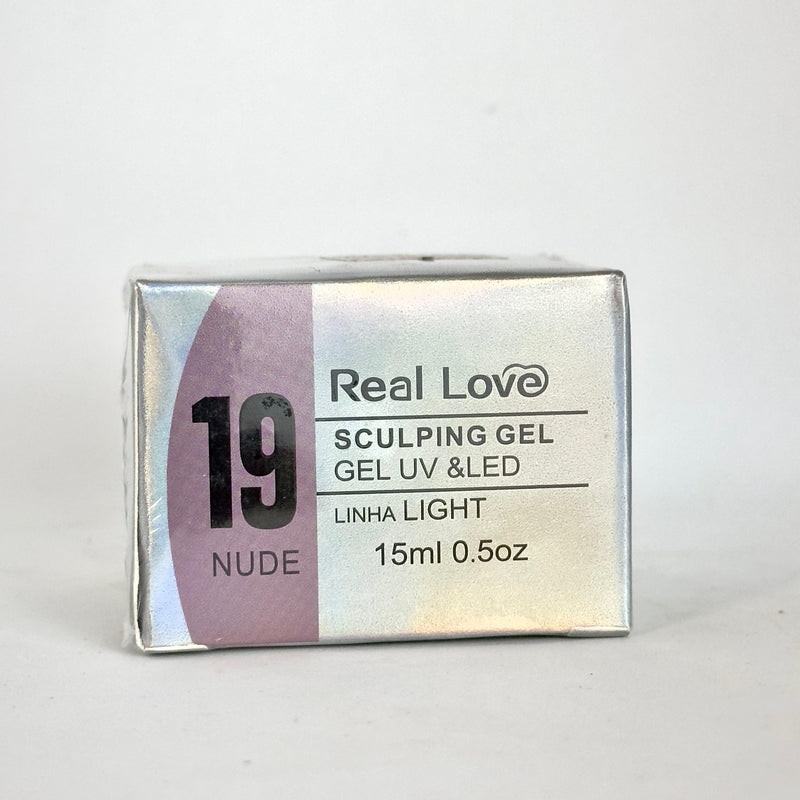 19
NUDE
Real Love
SCULPING GEL
GEL UV &LED
LINHA LIGHT
15ml 0.5oz